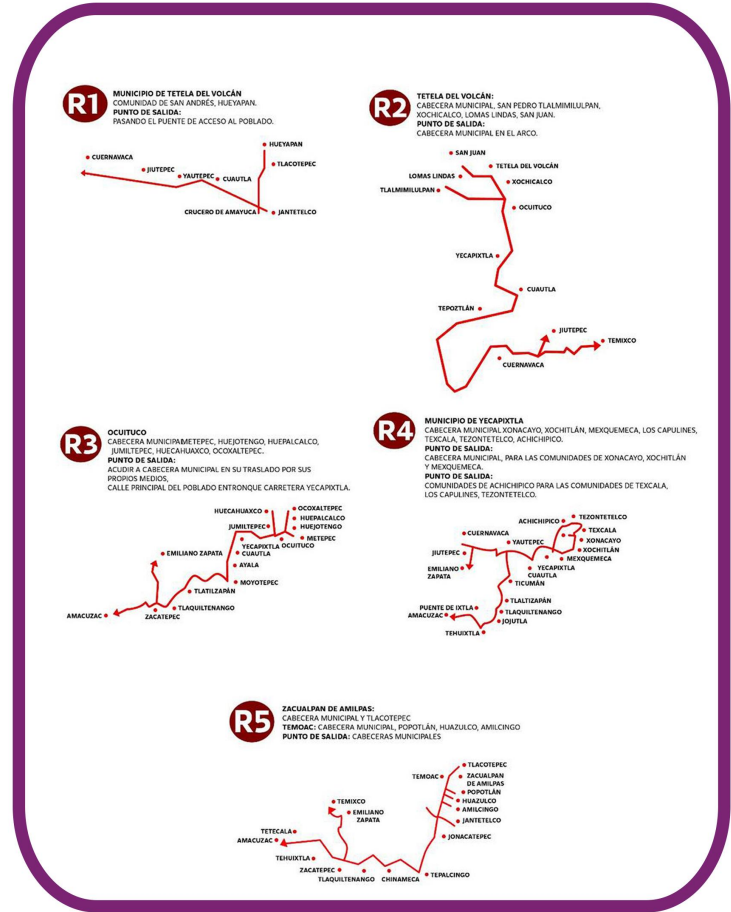 R1
MUNICIPIO DE TETELA DEL VOLCÁN
COMUNIDAD DE SAN ANDRÉS, HUEYAPAN.
PUNTO DE SALIDA:
PASANDO EL PUENTE DE ACCESO AL POBLADO.
HUEYAPAN
CUERNAVACA
TLACOTEPEC
JIUTEPEC
YAUTEPEC
CUAUTLA
CRUCERO DE AMAYUCA
JANTETELCO
R2
TETELA DEL VOLCÁN:
CABECERA MUNICIPAL, SAN PEDRO TLALMIMILULPAN,
XOCHICALCO, LOMAS LINDAS, SAN JUAN.
PUNTO DE SALIDA:
CABECERA MUNICIPAL EN EL ARCO.
SAN JUAN
TETELA DEL VOLCÁN
LOMAS LINDAS
XOCHICALCO
TLALMIMILULPAN
OCUITUCO
YECAPIXTLA
CUAUTLA
TEPOZTLÁN
JIUTEPEC
TEMIXCO
CUERNAVACA
R3
OCUITUCO
CABECERA MUNICIPAMETEPEC, HUEJOTENGO, HUEPALCALCO,
JUMILTEPEC, HUECAHUAXCO, OCOXALTEPEC.
PUNTO DE SALIDA:
ACUDIR A CABECERA MUNICIPAL EN SU TRASLADO POR SUS
PROPIOS MEDIOS,
CALLE PRINCIPAL DEL POBLADO ENTRONQUE CARRETERA YECAPIXTLA.
HUECAHUAXCO
OCOXALTEPEC
HUEPALCALCO
JUMILTEPEC
HUEJOTENGO
METEPEC
YECAPIXTLA
OCUITUCO
EMILIANO ZAPATA
CUAUTLA
AYALA
MOYOTEPEC
TLATILZAPÁN
TLAQUILTENANGO
AMACUZAC
ZACATEPEC
R4
MUNICIPIO DE YECAPIXTLA
CABECERA MUNICIPAL XONACAYO, XOCHITLÁN, MEXQUEMECA, LOS CAPULINES,
TEXCALA, TEZONTETELCO, ACHICHIPICO.
PUNTO DE SALIDA:
CABECERA MUNICIPAL, PARA LAS COMUNIDADES DE XONACAYO, XOCHITLÁN
Y MEXQUEMECA.
PUNTO DE SALIDA:
COMUNIDADES DE ACHICHIPICO PARA LAS COMUNIDADES DE TEXCALA,
LOS CAPULINES, TEZONTETELCO.
TEZONTETELCO
ACHICHIPICO
TEXCALA
CUERNAVACA
XONACAYO
YAUTEPEC
XOCHITLÁN
JIUTEPEC
MEXQUEMECA
EMILIANO
ZAPATA
YECAPIXTLA
CUAUTLA
TICUMÁN
TLALTIZAPÁN
PUENTE DE IXTLA
TLAQUILTENANGO
AMACUZAC
JOJUTLA
TEHUIXTLA
R5
ZACUALPAN DE AMILPAS:
CABECERA MUNICIPAL Y TLACOTEPEC
TEMOAC: CABECERA MUNICIPAL, POPOTLÁN, HUAZULCO, AMILCINGO
PUNTO DE SALIDA: CABECERAS MUNICIPALES
TLACOTEPEC
TEMOAC
ZACUALPAN
DE AMILPAS
POPOTLÁN
HUAZULCO
AMILCINGO
TEMIXCO
EMILIANO
ZAPATA
JANTETELCO
TETECALA
AMACUZAC
JONACATEPEC
TEHUIXTLA
ZACATEPEC
TLAQUILTENANGO
CHINAMECA
TEPALCINGO